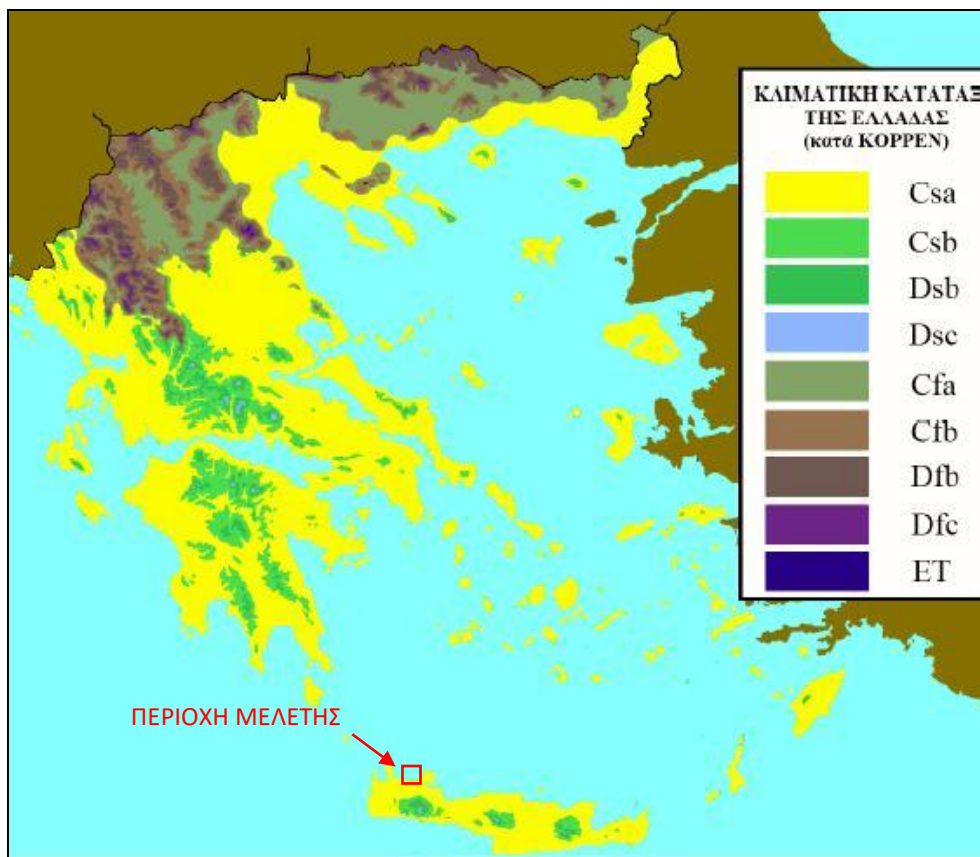 ΚΛΙΜΑΤΙΚΗ ΚΑΤΑΤΑΞ
ΤΗΣ ΕΛΛΑΔΑΣ
(κατά KOPPEN)
Csa
Csb
Dsb
Dsc
Cfa
Cfb
Dfb
Dfc
ET
ΠΕΡΙΟΧΗ ΜΕΛΕΤΗΣ